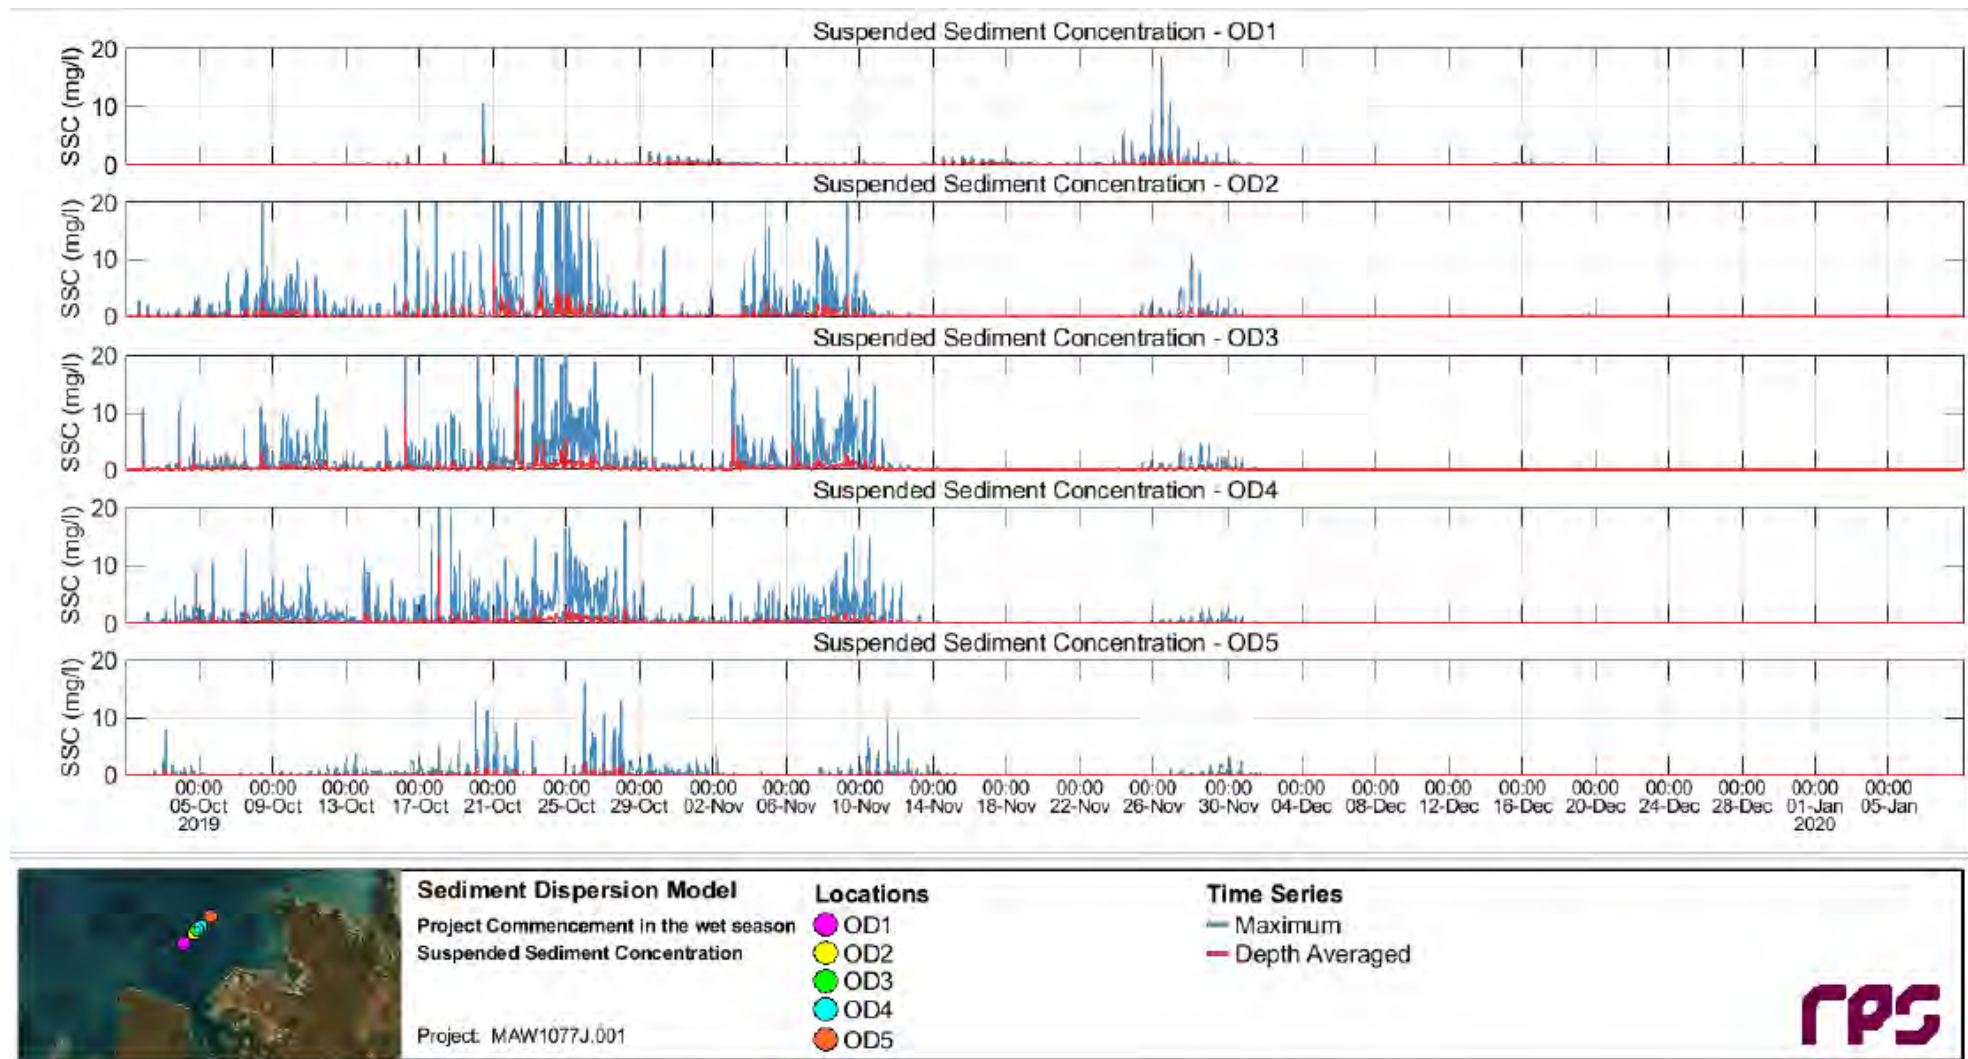 Suspended Sediment Concentration - OD1
SSC (mg/l)
20
10
0
Suspended Sediment Concentration - OD2
SSC (mg/l)
20
10
0
Suspended Sediment Concentration - OD3
SSC (mg/l)
20
10
0
Suspended Sediment Concentration - OD4
SSC (mg/l)
20
10
0
Suspended Sediment Concentration - OD5
SSC (mg/l)
20
10
0
00:00 00:00 00:00 00:00 00:00 00:00 00:00 00:00 00:00 00:00 00:00 00:00 00:00 00:00 00:00 00:00 00:00 00:00 00:00 00:00 00:00 00:00 00:00 00:00
05-Oct 09-Oct 13-Oct 17-Oct 21-Oct 25-Oct 29-Oct 02-Nov 06-Nov 10-Nov 14-Nov 18-Nov 22-Nov 26-Nov 30-Nov 04-Dec 08-Dec 12-Dec 16-Dec 20-Dec 24-Dec 28-Dec 01-Jan 05-Jan
2019 2020
Sediment Dispersion Model
Project Commencement in the wet season
Suspended Sediment Concentration
Project: MAW1077J.001
Locations
OD1
OD2
OD3
OD4
OD5
Time Series
Maximum
Depth Averaged
rps